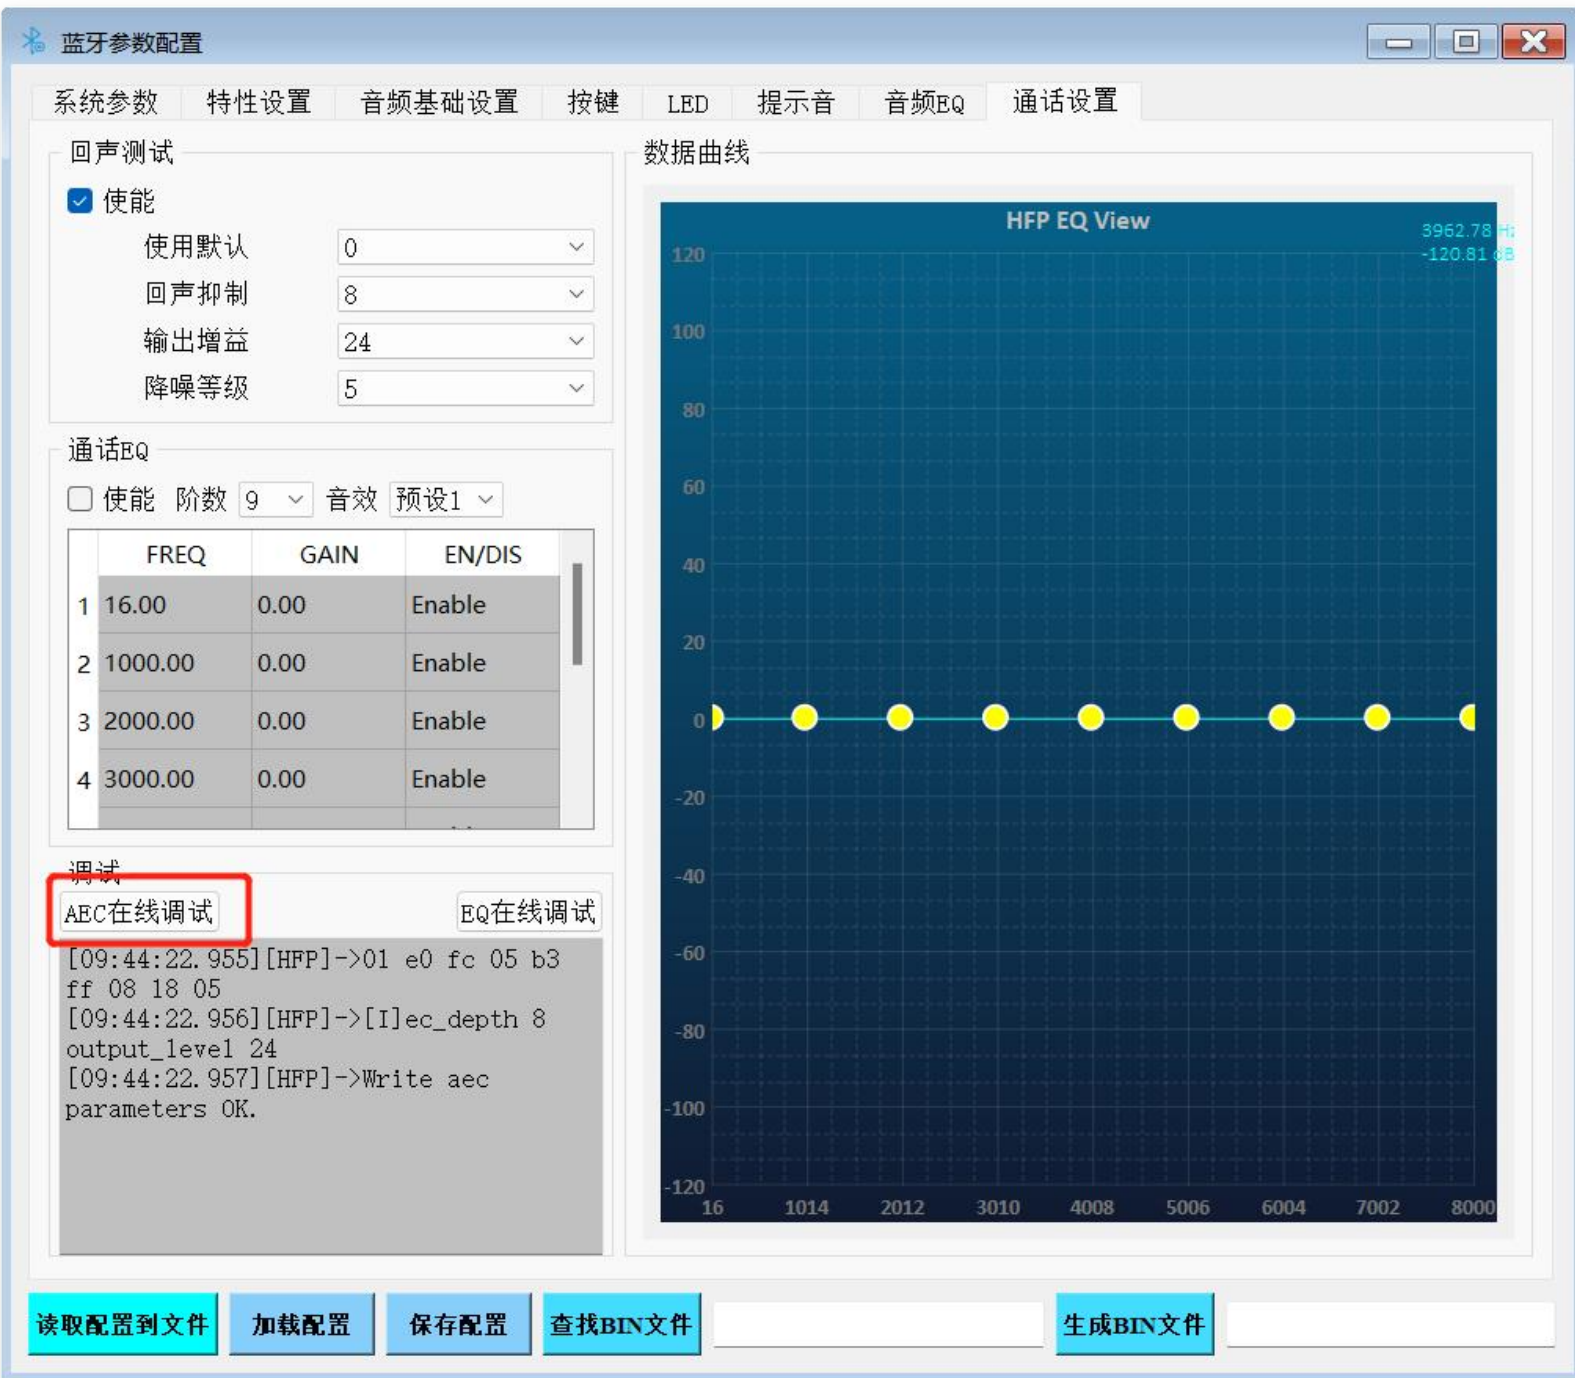 蓝牙参数配置
系统参数 特性设置 音频基础设置 按键 LED 提示音 音频EQ 通话设置
回声测试
使能
使用默认 0
回声抑制 8
输出增益 24
降噪等级 5
通话EQ
使能 阶数 9 音效 预设1
FREQ GAIN EN/DIS
1 16.00 0.00 Enable
2 1000.00 0.00 Enable
3 2000.00 0.00 Enable
4 3000.00 0.00 Enable
调试
AEC在线调试 EQ在线调试
[09:44:22.955][HFP]->01 e0 fc 05 b3
ff 08 18 05
[09:44:22.956][HFP]->[I]ec_depth 8
output_level 24
[09:44:22.957][HFP]->Write aec
parameters OK.
数据曲线
HFP EQ View
3962.78 Hz
-120.81 dB
120
100
80
60
40
20
0
-20
-40
-60
-80
-100
-120
16 1014 2012 3010 4008 5006 6004 7002 8000
读取配置到文件 加载配置 保存配置 查找BIN文件 生成BIN文件